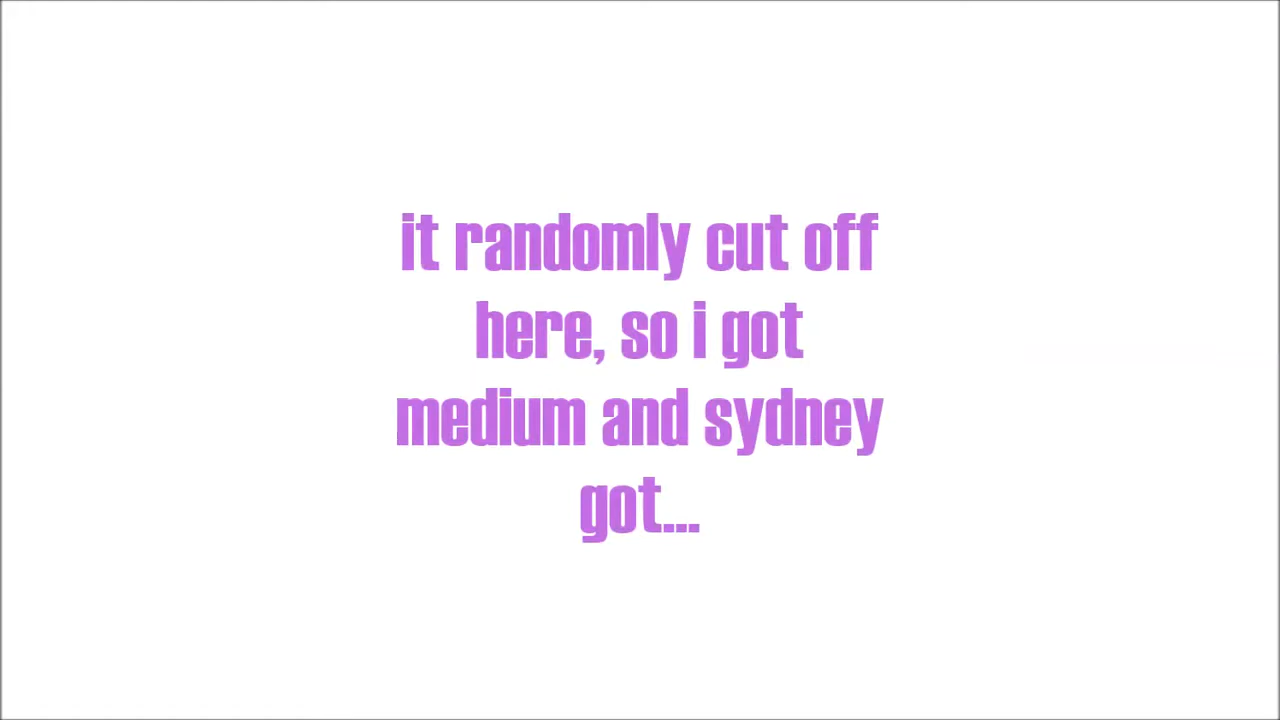 it randomly cut off
here, so i got
medium and sydney
got...